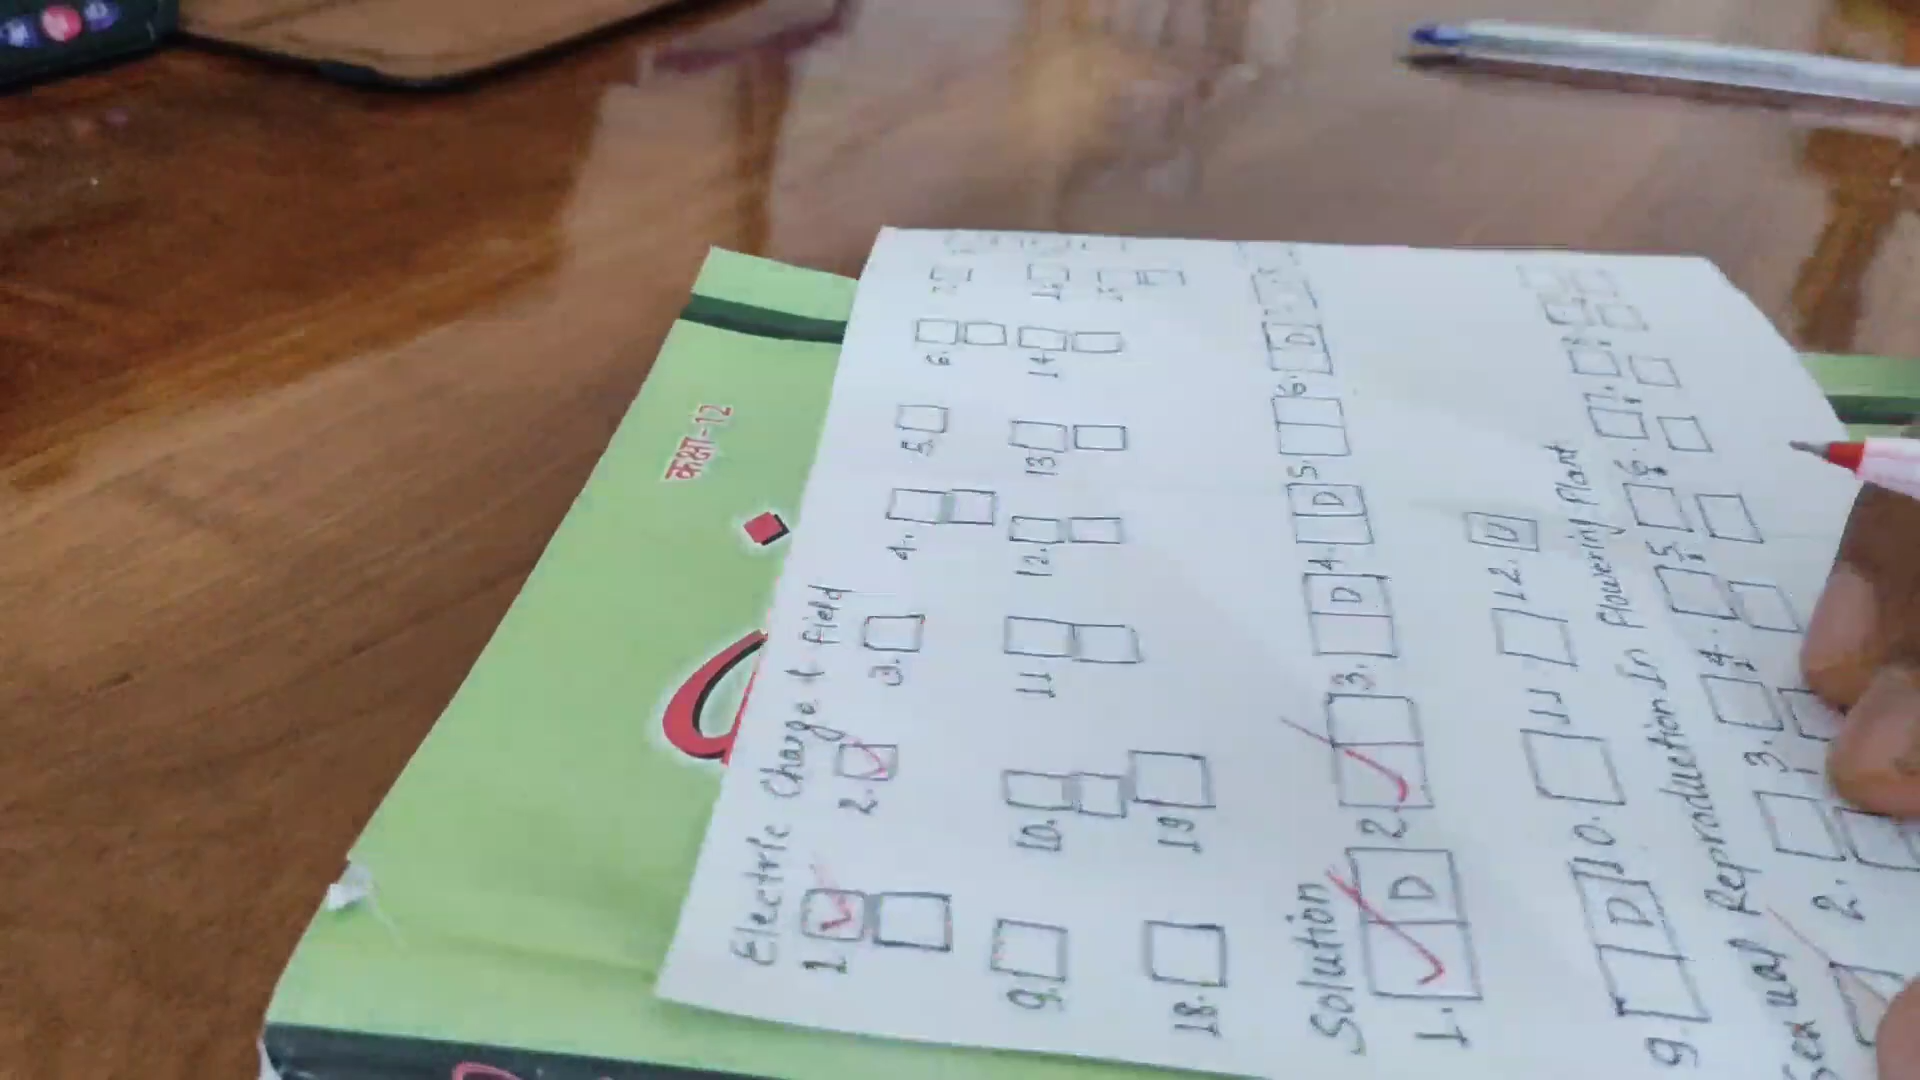 कक्षा-12
Electric Charge & Field
1. 2. 3. 4. 5. 6.
9. 10. 11. 12. 13. 14.
18. 19.
Solution
1. D 2. 3. D 4. D 5. 6. D
9. D 10. 11. 12. D
Sexual Reproduction In Flowering Plant
2. 3. 4. 5. 6. 7.